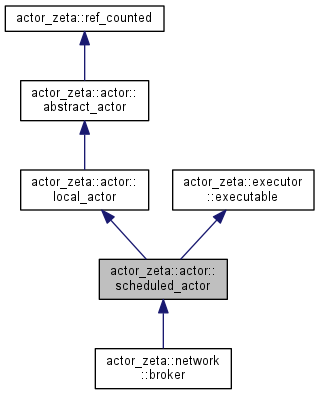 actor_zeta::ref_counted
actor_zeta::actor::
abstract_actor
actor_zeta::actor::
local_actor
actor_zeta::executor
::executable
actor_zeta::actor::
scheduled_actor
actor_zeta::network
::broker